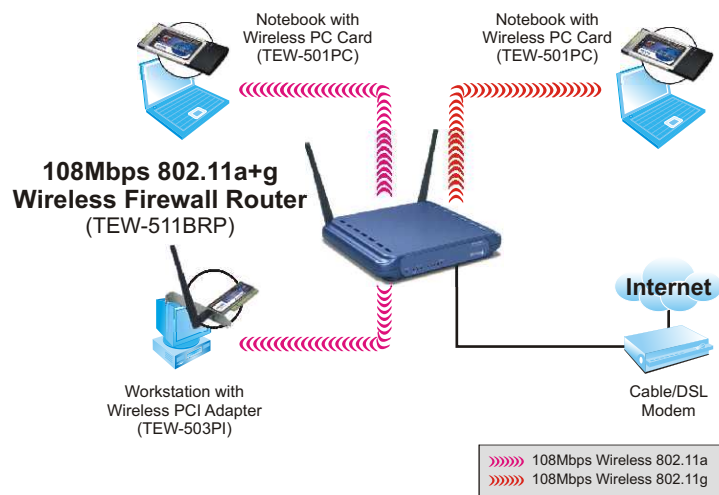 Notebook with
Wireless PC Card
(TEW-501PC)
Notebook with
Wireless PC Card
(TEW-501PC)
108Mbps 802.11a+g
Wireless Firewall Router
(TEW-511BRP)
Internet
Workstation with
Wireless PCI Adapter
(TEW-503PI)
Cable/DSL
Modem
108Mbps Wireless 802.11a
108Mbps Wireless 802.11g